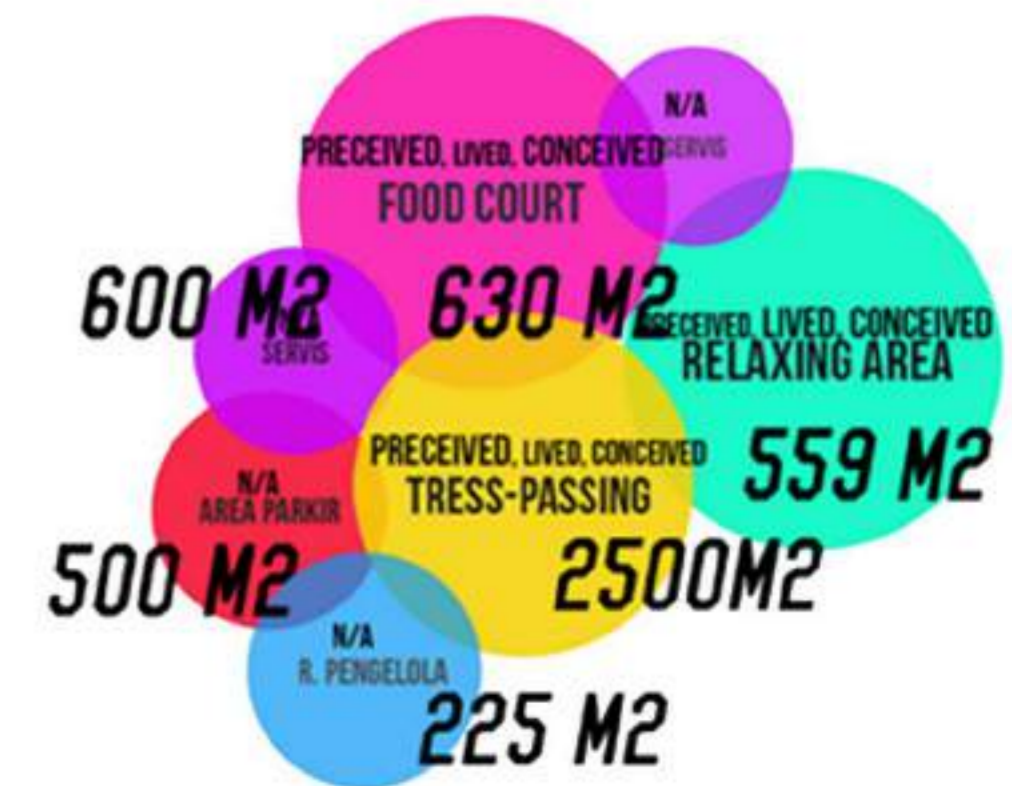 N/A
SERVIS
PRECEIVED, LIVED, CONCEIVED
FOOD COURT
600 M2
630 M2
SERVIS
PRECEIVED, LIVED, CONCEIVED
RELAXING AREA
559 M2
PRECEIVED, LIVED, CONCEIVED
TRESS-PASSING
2500M2
N/A
AREA PARKIR
500 M2
N/A
R. PENGELOLA
225 M2